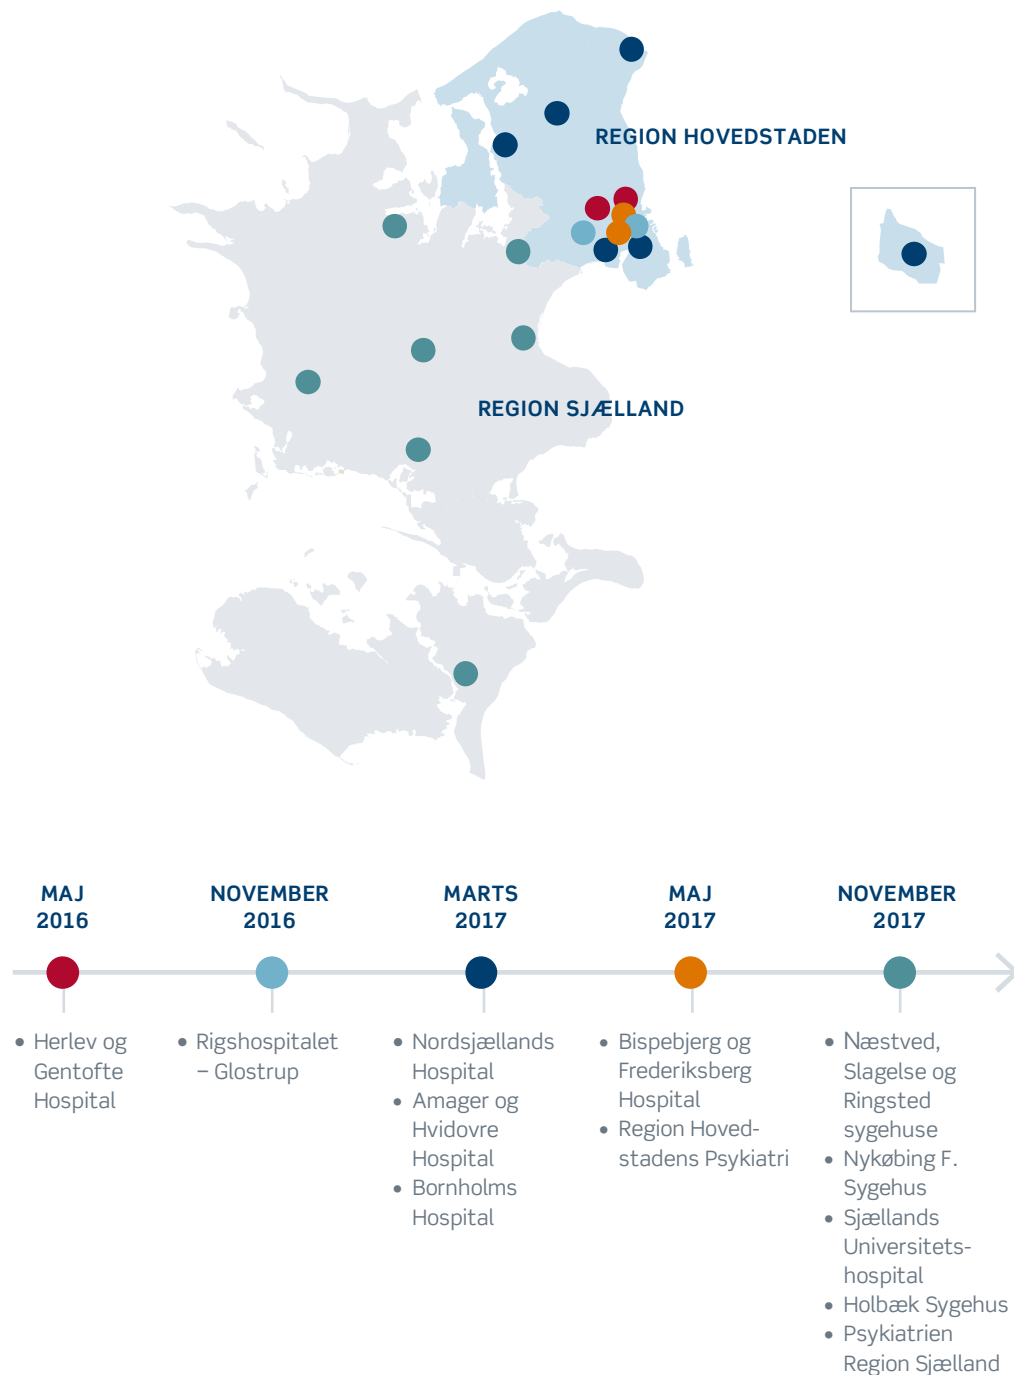 REGION HOVEDSTADEN
REGION SJÆLLAND
MAJ
2016
NOVEMBER
2016
MARTS
2017
MAJ
2017
NOVEMBER
2017
• Herlev og
Gentofte
Hospital
• Rigshospitalet
– Glostrup
• Nordsjællands
Hospital
• Amager og
Hvidovre
Hospital
• Bornholms
Hospital
• Bispebjerg og
Frederiksberg
Hospital
• Region Hoved-
stadens Psykiatri
• Næstved,
Slagelse og
Ringsted
sygehuse
• Nykøbing F.
Sygehus
• Sjællands
Universitets-
hospital
• Holbæk Sygehus
• Psykiatrien
Region Sjælland